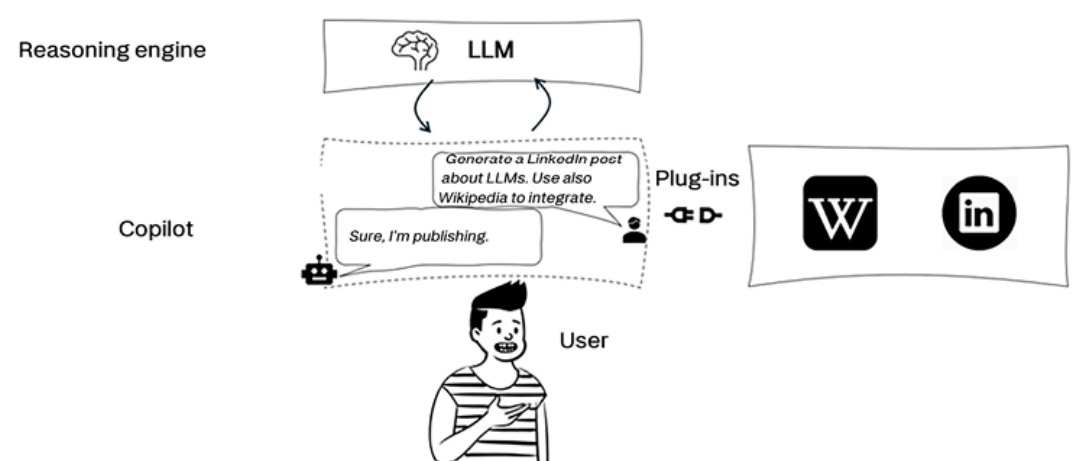 Reasoning engine
LLM
Generate a LinkedIn post
about LLMs. Use also
Wikipedia to integrate.
Plug-ins
W
in
Copilot
Sure, I'm publishing.
User